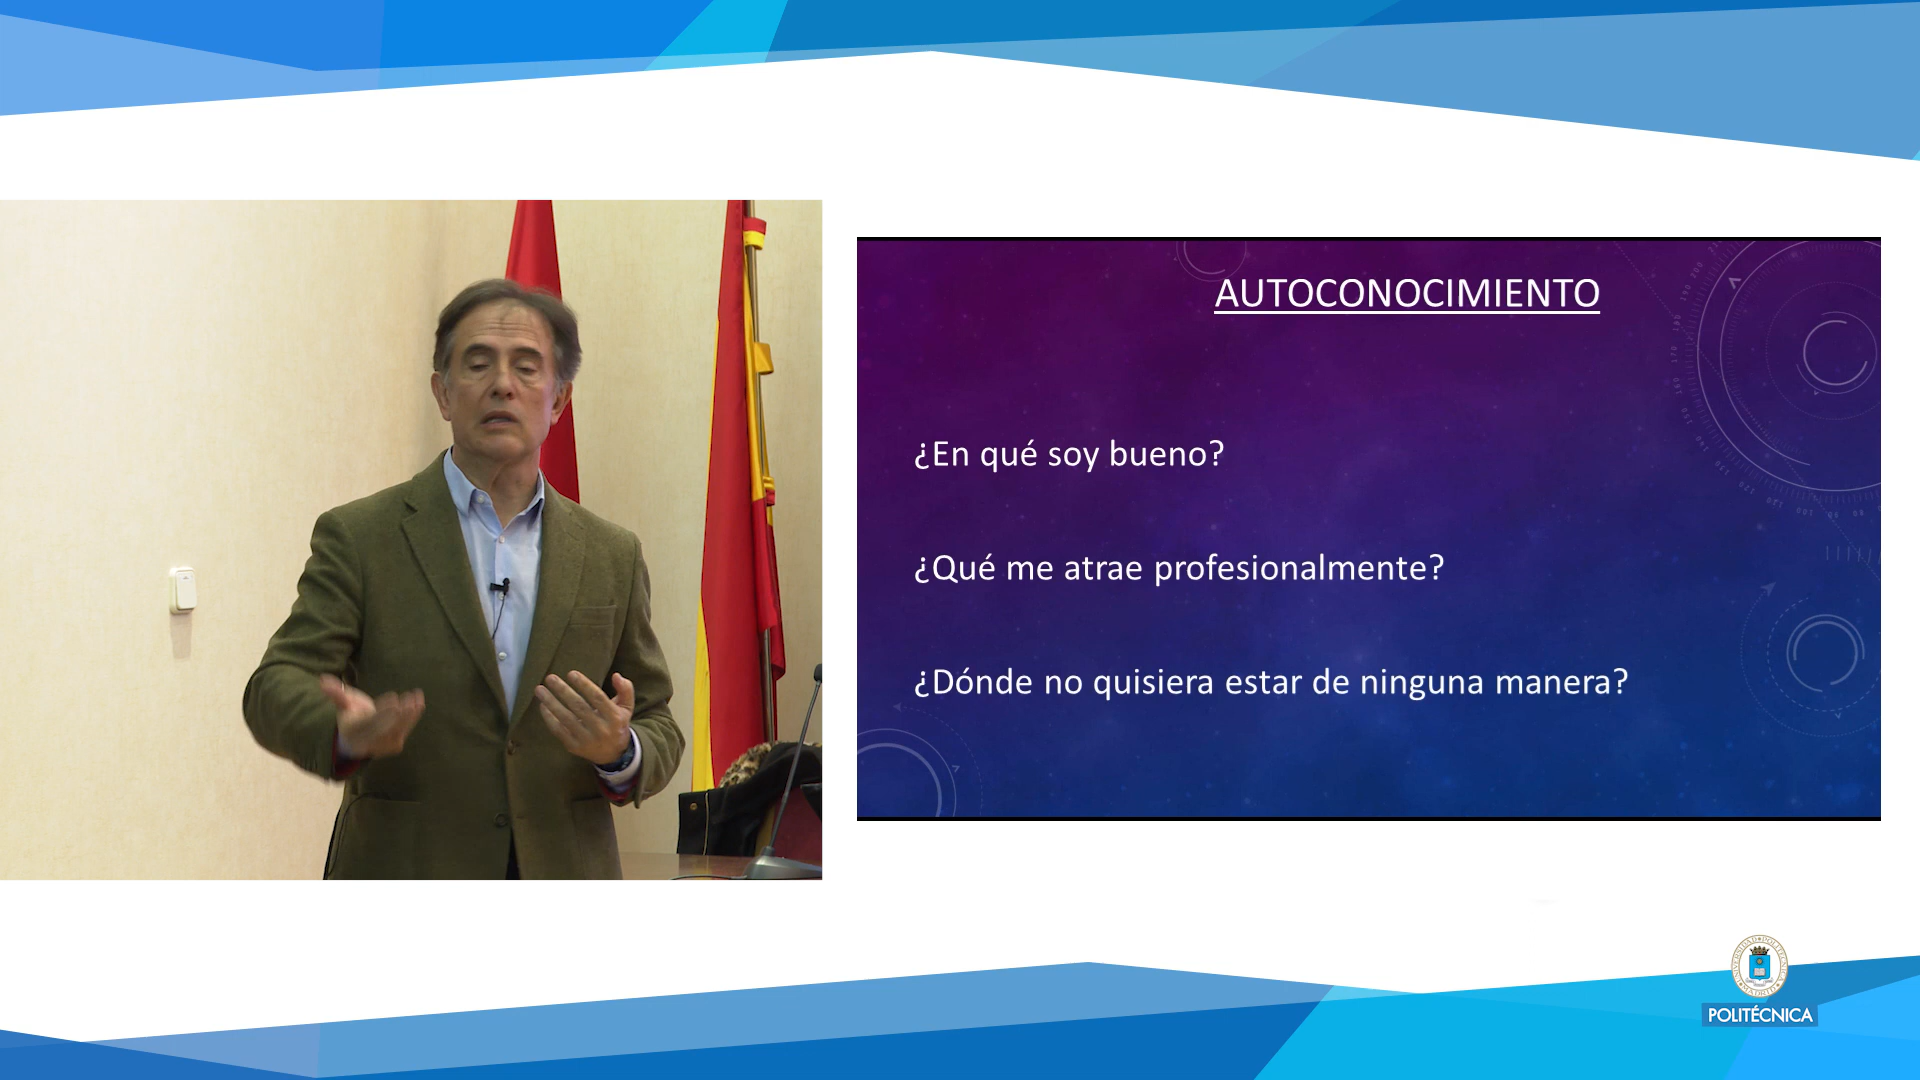 AUTOCONOCIMIENTO
¿En qué soy bueno?
¿Qué me atrae profesionalmente?
¿Dónde no quisiera estar de ninguna manera?
POLITÉCNICA